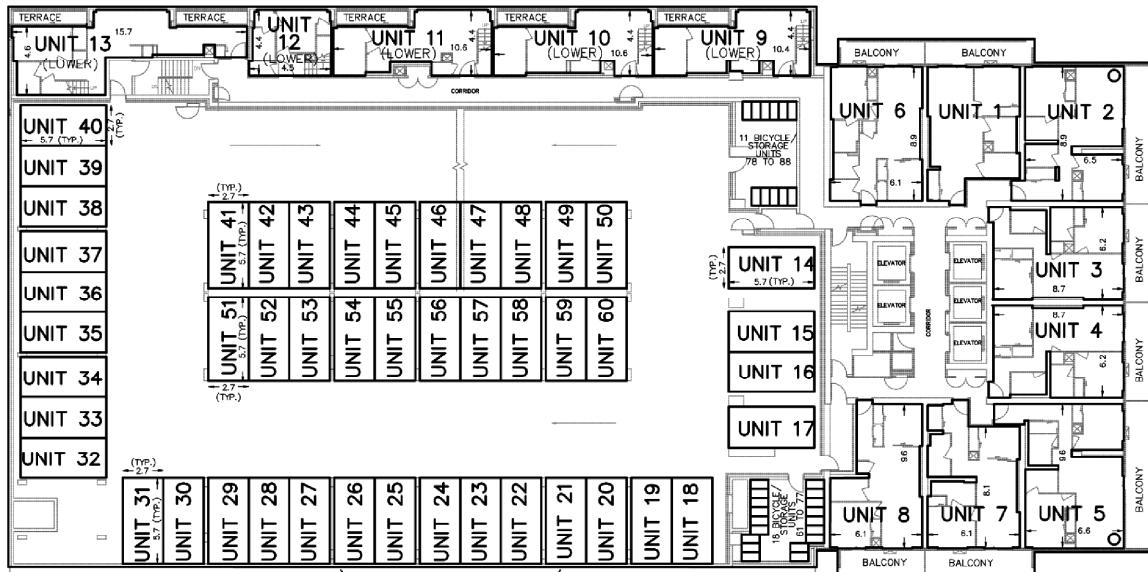 TERRACE
TERRACE
TERRACE
TERRACE
TERRACE
15.7
4.6
UNIT 13
(LOWER)
4.4
UNIT
12
(LOWER)
4.5
UNIT 11
(LOWER)
10.6
4.4
UNIT 10
(LOWER)
10.6
4.4
UNIT 9
(LOWER)
10.4
4.4
CORRIDOR
BALCONY
BALCONY
UNIT 6
8.9
6.1
UNIT 1
UNIT 2
8.9
6.5
BALCONY
UNIT 40
5.7 (TYP.)
2.7
(TYP.)
UNIT 39
UNIT 38
UNIT 37
UNIT 36
UNIT 35
UNIT 34
UNIT 33
UNIT 32
11 BICYCLE/
STORAGE
UNITS
78 TO 88
(TYP.)
2.7
UNIT 41
5.7 (TYP.)
UNIT 42
UNIT 43
UNIT 44
UNIT 45
UNIT 46
UNIT 47
UNIT 48
UNIT 49
UNIT 50
UNIT 51
5.7 (TYP.)
UNIT 52
UNIT 53
UNIT 54
UNIT 55
UNIT 56
UNIT 57
UNIT 58
UNIT 59
UNIT 60
2.7
(TYP.)
(TYP.)
2.7
UNIT 14
5.7 (TYP.)
UNIT 15
UNIT 16
UNIT 17
ELEVATOR
ELEVATOR
ELEVATOR
ELEVATOR
ELEVATOR
CORRIDOR
6.2
UNIT 3
8.7
BALCONY
8.7
UNIT 4
6.2
BALCONY
(TYP.)
2.7
UNIT 31
5.7 (TYP.)
UNIT 30
UNIT 29
UNIT 28
UNIT 27
UNIT 26
UNIT 25
UNIT 24
UNIT 23
UNIT 22
UNIT 21
UNIT 20
UNIT 19
UNIT 18
18 BICYCLE/
STORAGE
UNITS
61 TO 77
9.6
UNIT 8
6.1
8.1
UNIT 7
6.1
9.6
UNIT 5
6.6
BALCONY
BALCONY
BALCONY